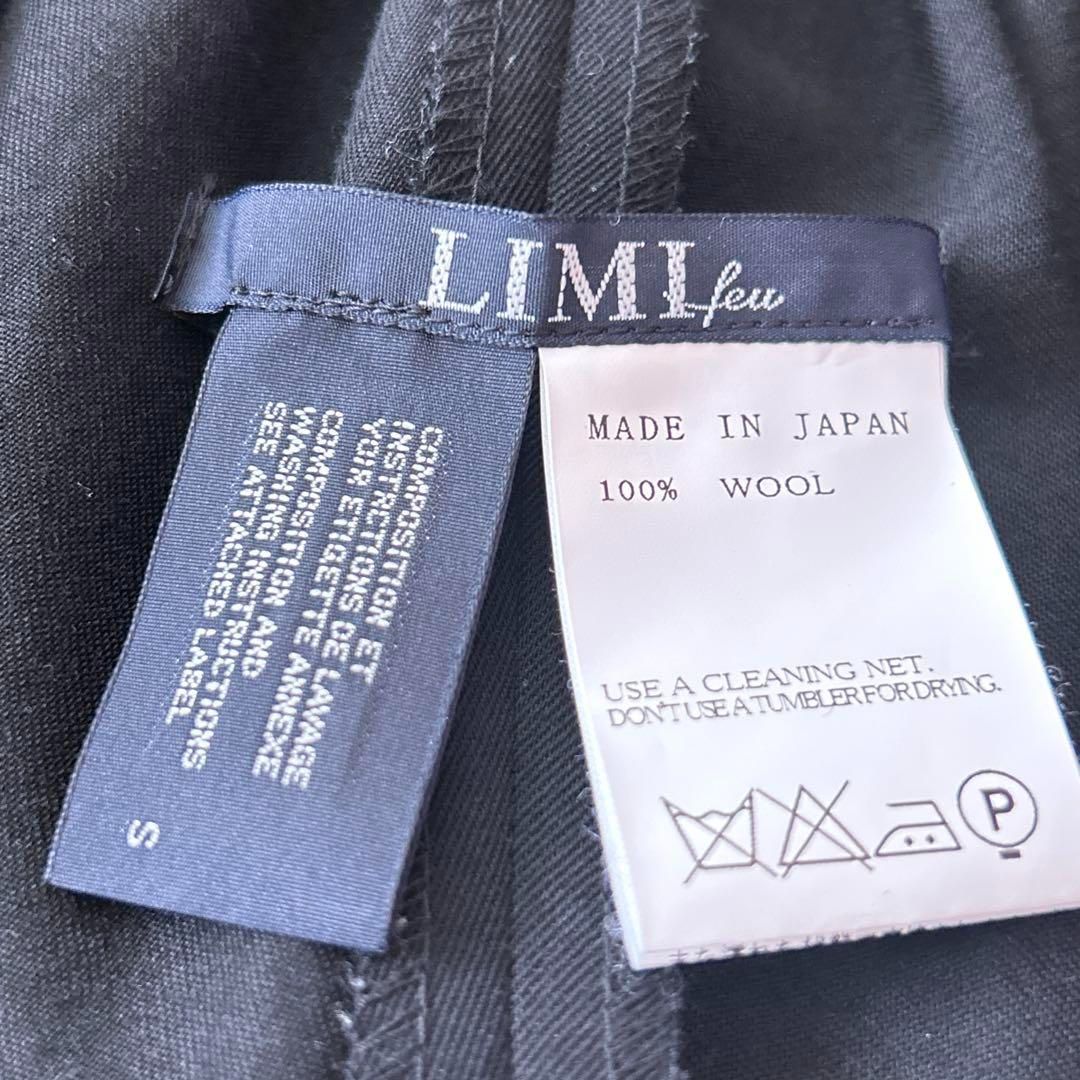 LIMI feu
COMPOSITION ET
INSTRUCTIONS DE LAVAGE
VOIR ETIQETTE ANNEXE
COMPOSITION AND
WASHING INSTRUCTIONS
SEE ATTACHED LABEL
S
MADE IN JAPAN
100% WOOL
USE A CLEANING NET.
DON'T USE A TUMBLER FOR DRYING.
P